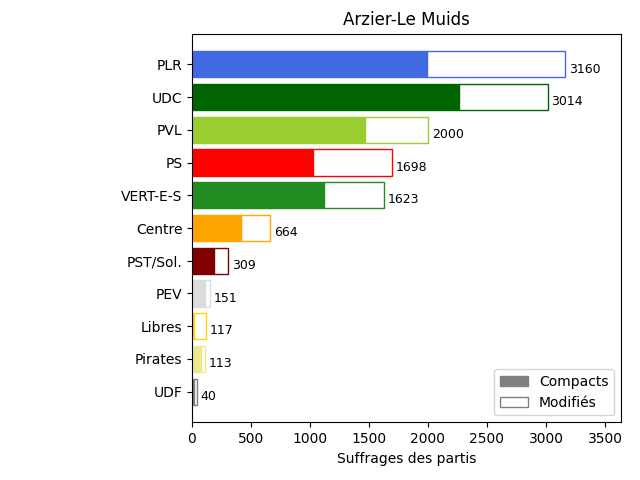 Arzier-Le Muids
PLR 3160
UDC 3014
PVL 2000
PS 1698
VERT-E-S 1623
Centre 664
PST/Sol. 309
PEV 151
Libres 117
Pirates 113
UDF 40
Compacts
Modifiés
0 500 1000 1500 2000 2500 3000 3500
Suffrages des partis